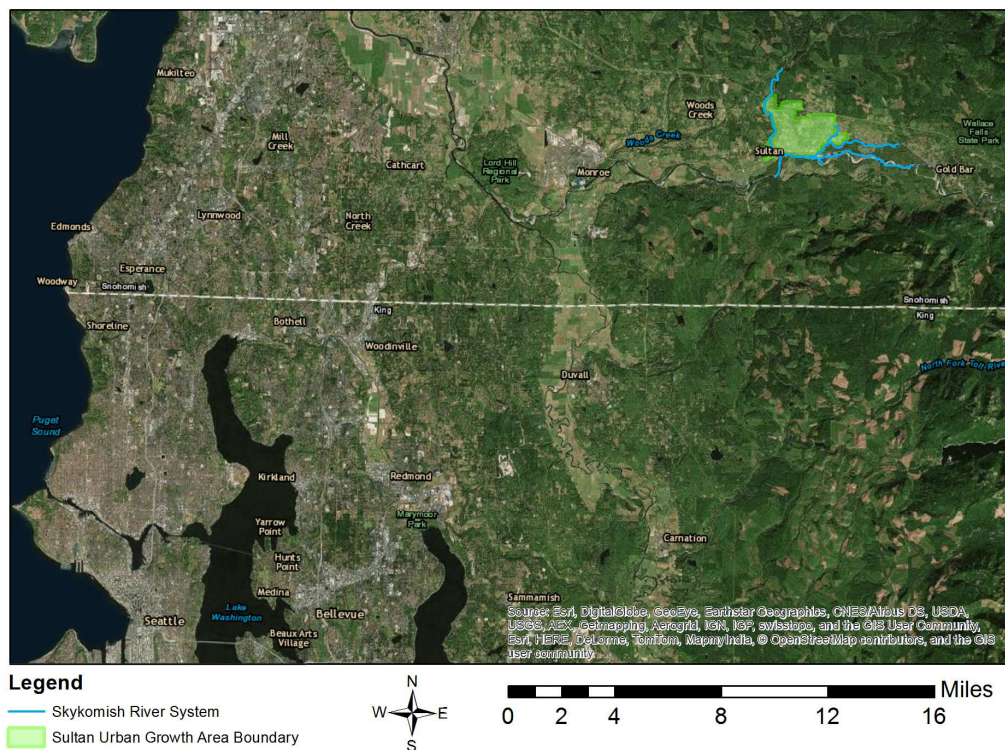 Mukilteo
Woods
Creek
Wallace
Falls
State Park
Mill
Creek
Woods Creek
Sultan
Cathcart
Lord Hill
Regional
Park
Monroe
Gold Bar
Lynnwood
North
Creek
Edmonds
Esperance
Woodway
Snohomish
Snohomish
King
King
Shoreline
Bothell
Woodinville
North Fork Tolt River
Duvall
Puget
Sound
Kirkland
Redmond
Marymoor
Park
Yarrow
Point
Carnation
Hunts
Point
Medina
Sammamish
Lake
Washington
Seattle
Bellevue
Beaux Arts
Village
Source: Esri, DigitalGlobe, GeoEye, Earthstar Geographics, CNES/Airbus DS, USDA,
USGS, AEX, Getmapping, Aerogrid, IGN, IGP, swisstopo, and the GIS User Community,
Esri, HERE, DeLorme, TomTom, MapmyIndia, © OpenStreetMap contributors, and the GIS
user community
Legend
Skykomish River System
Sultan Urban Growth Area Boundary
N
W E
S
Miles
0 2 4 8 12 16